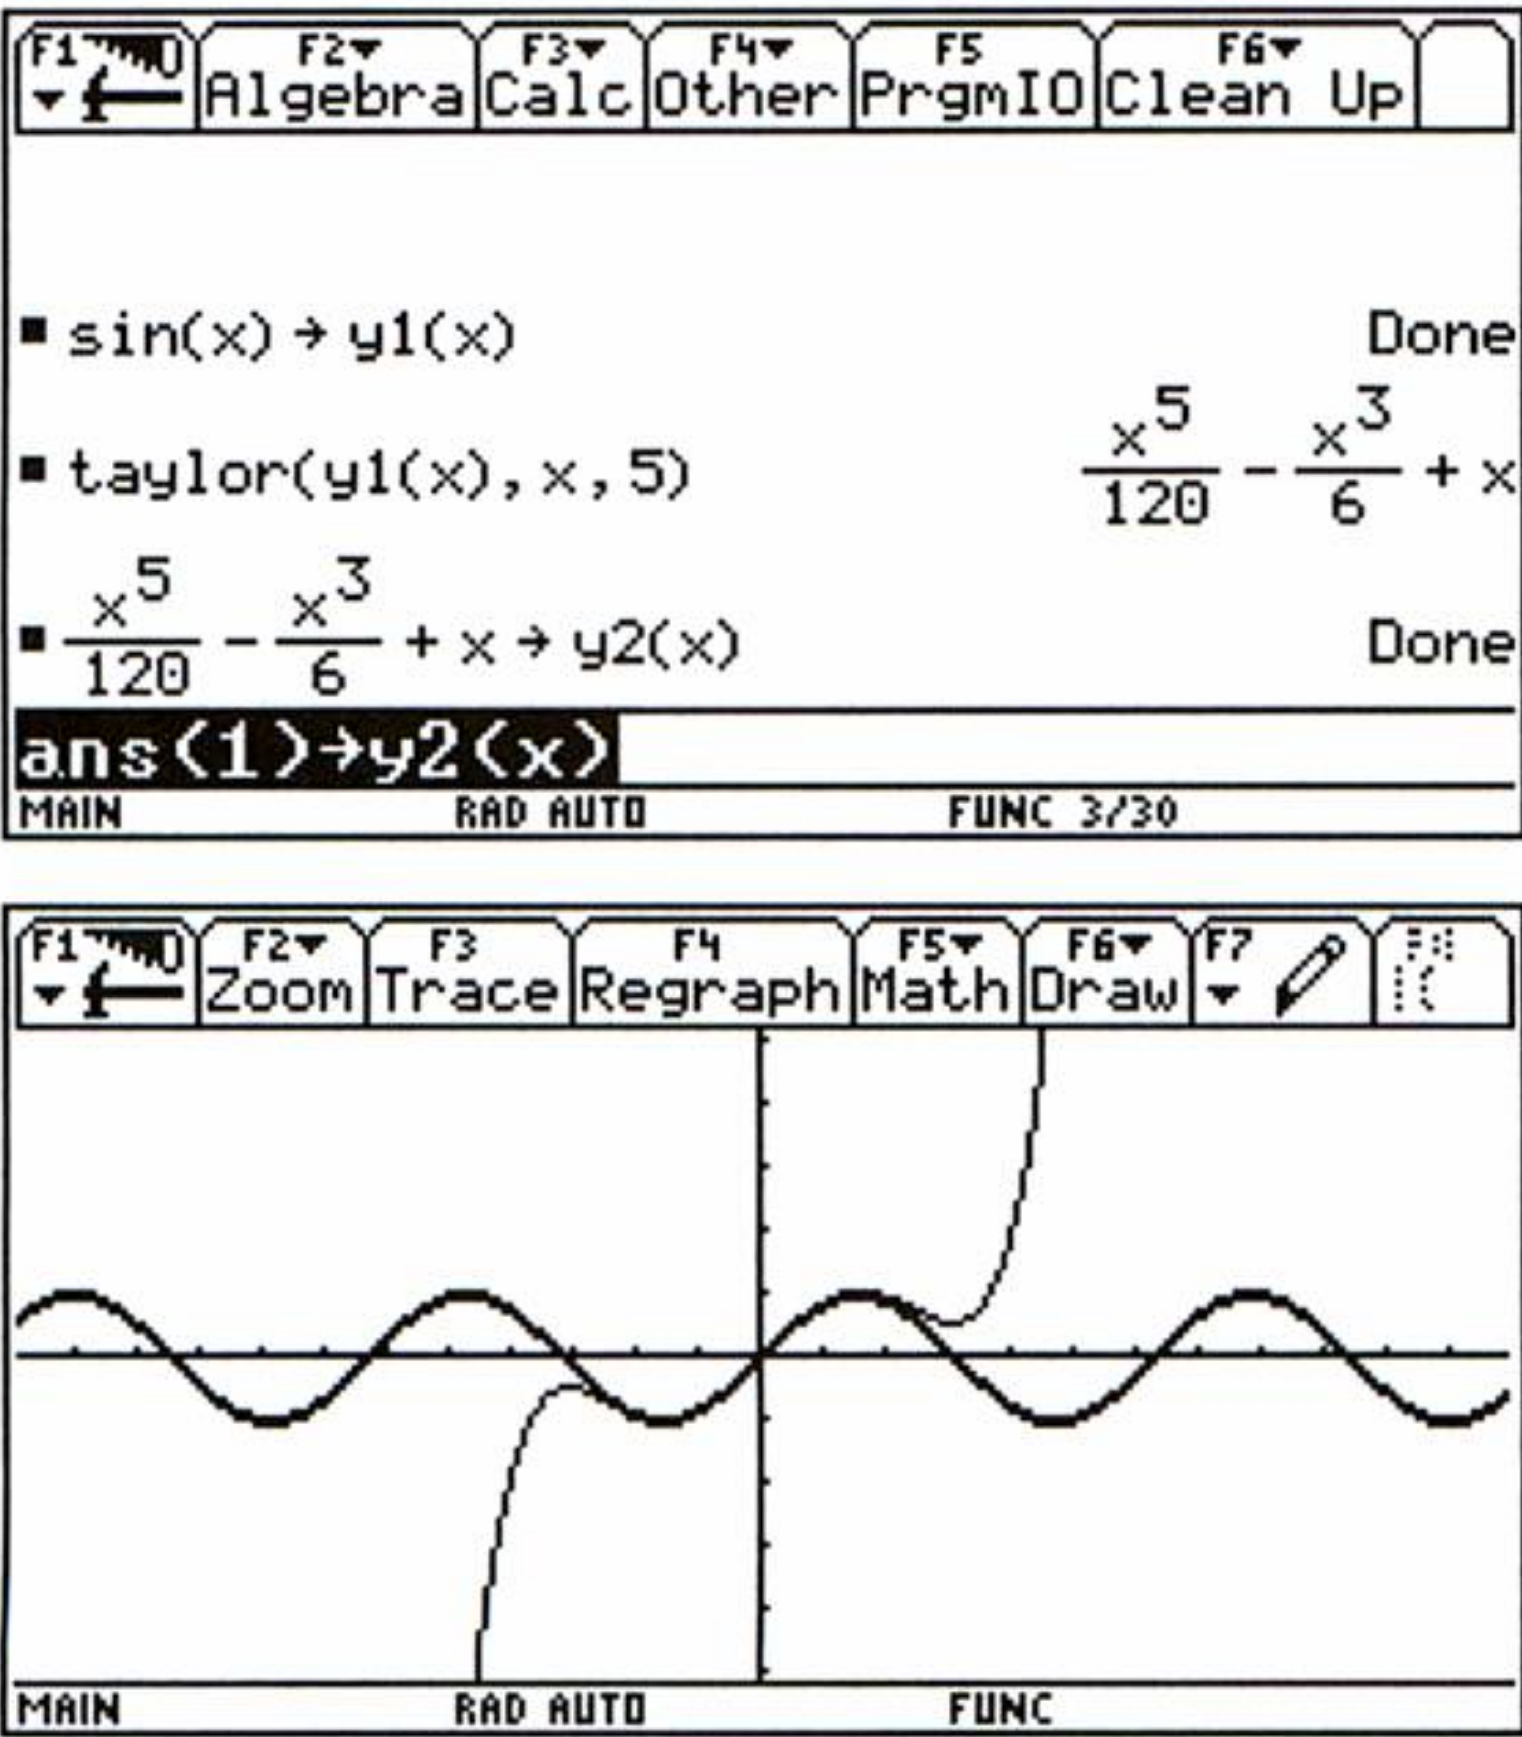 F1 F2 F3 F4 F5 F6
Algebra Calc Other PrgmIO Clean Up
sin(x)→y1(x) Done
taylor(y1(x),x,5) x^5/120 - x^3/6 + x
x^5/120 - x^3/6 + x→y2(x) Done
ans(1)→y2(x)
MAIN RAD AUTO FUNC 3/30
F1 F2 F3 F4 F5 F6 F7
Zoom Trace Regraph Math Draw
MAIN RAD AUTO FUNC